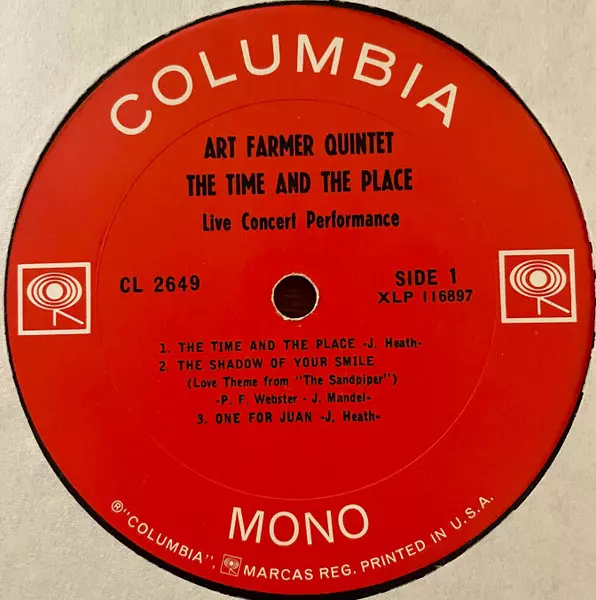 COLUMBIA
ART FARMER QUINTET
THE TIME AND THE PLACE
Live Concert Performance
CL 2649
SIDE 1
XLP 116897
1. THE TIME AND THE PLACE -J. Heath-
2. THE SHADOW OF YOUR SMILE
(Love Theme from "The Sandpiper")
-P. F. Webster - J. Mandel-
3. ONE FOR JUAN -J. Heath-
MONO
®"COLUMBIA", MARCAS REG. PRINTED IN U.S.A.